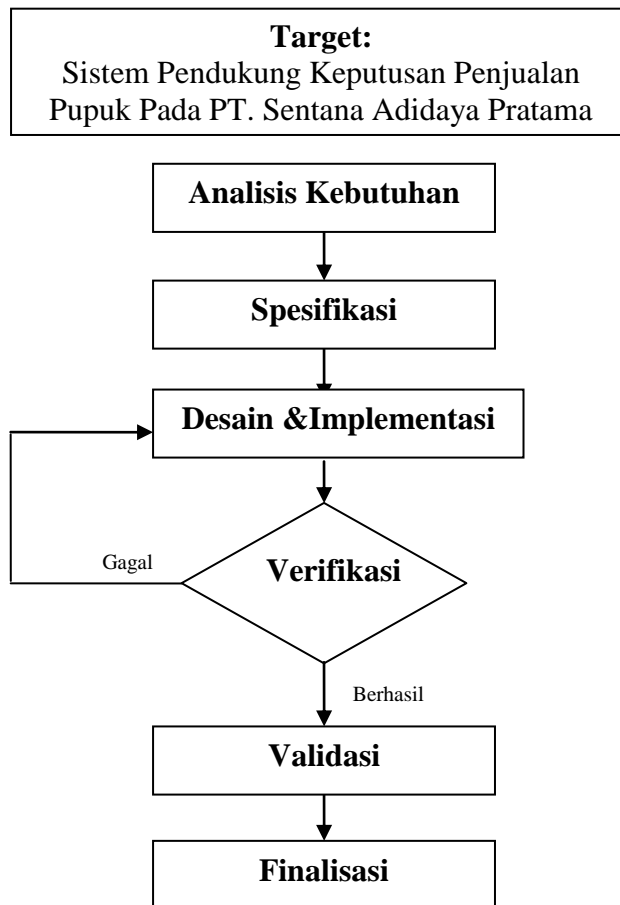 Target:
Sistem Pendukung Keputusan Penjualan
Pupuk Pada PT. Sentana Adidaya Pratama
Analisis Kebutuhan
Spesifikasi
Desain &Implementasi
Verifikasi
Gagal
Berhasil
Validasi
Finalisasi